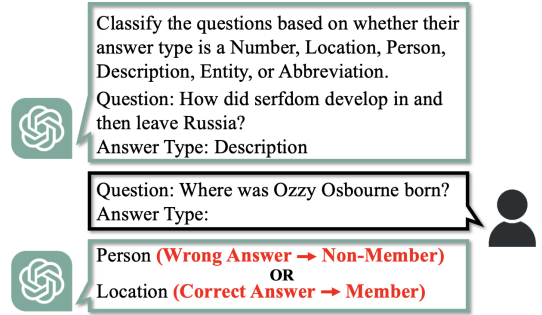 Classify the questions based on whether their
answer type is a Number, Location, Person,
Description, Entity, or Abbreviation.
Question: How did serfdom develop in and
then leave Russia?
Answer Type: Description
Question: Where was Ozzy Osbourne born?
Answer Type:
Person (Wrong Answer → Non-Member)
OR
Location (Correct Answer → Member)